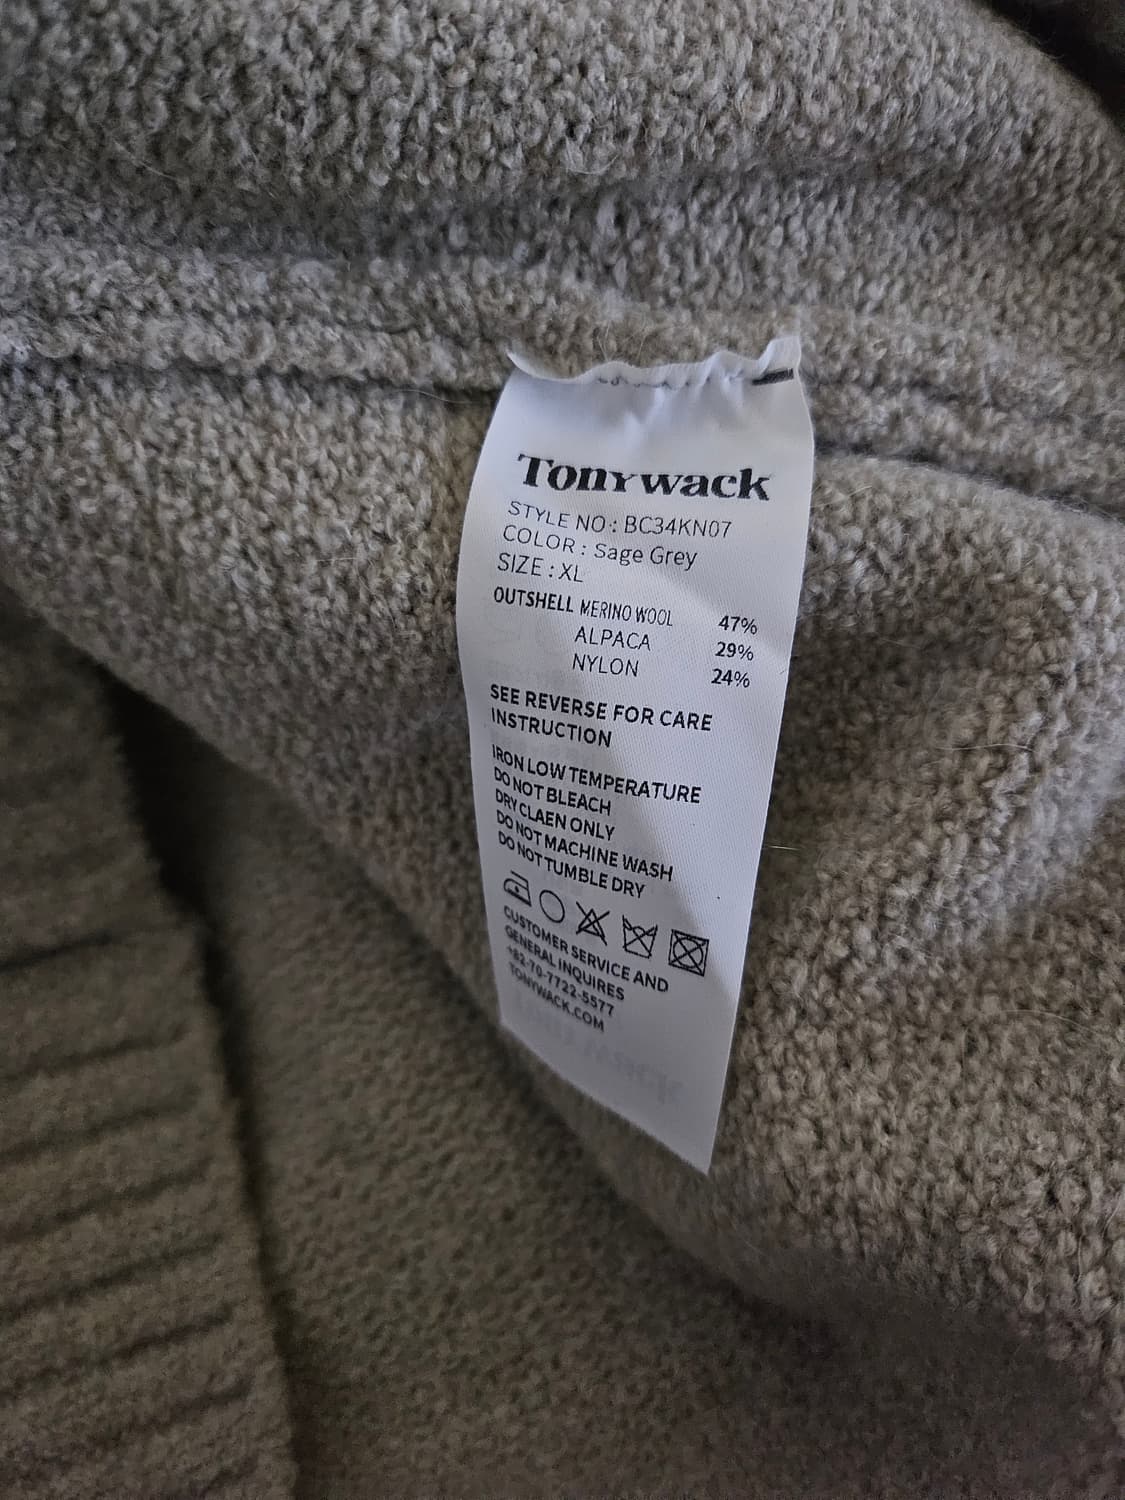 Tonywack
STYLE NO : BC34KN07
COLOR : Sage Grey
SIZE : XL
OUTSHELL MERINO WOOL 47%
ALPACA 29%
NYLON 24%
SEE REVERSE FOR CARE
INSTRUCTION
IRON LOW TEMPERATURE
DO NOT BLEACH
DRY CLAEN ONLY
DO NOT MACHINE WASH
DO NOT TUMBLE DRY
CUSTOMER SERVICE AND
GENERAL INQUIRES
+82-70-7722-5577
TONYWACK.COM